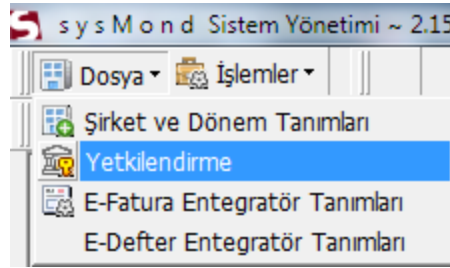 sysMond Sistem Yönetimi ~ 2.15
Dosya İşlemler
Şirket ve Dönem Tanımları
Yetkilendirme
E-Fatura Entegratör Tanımları
E-Defter Entegratör Tanımları